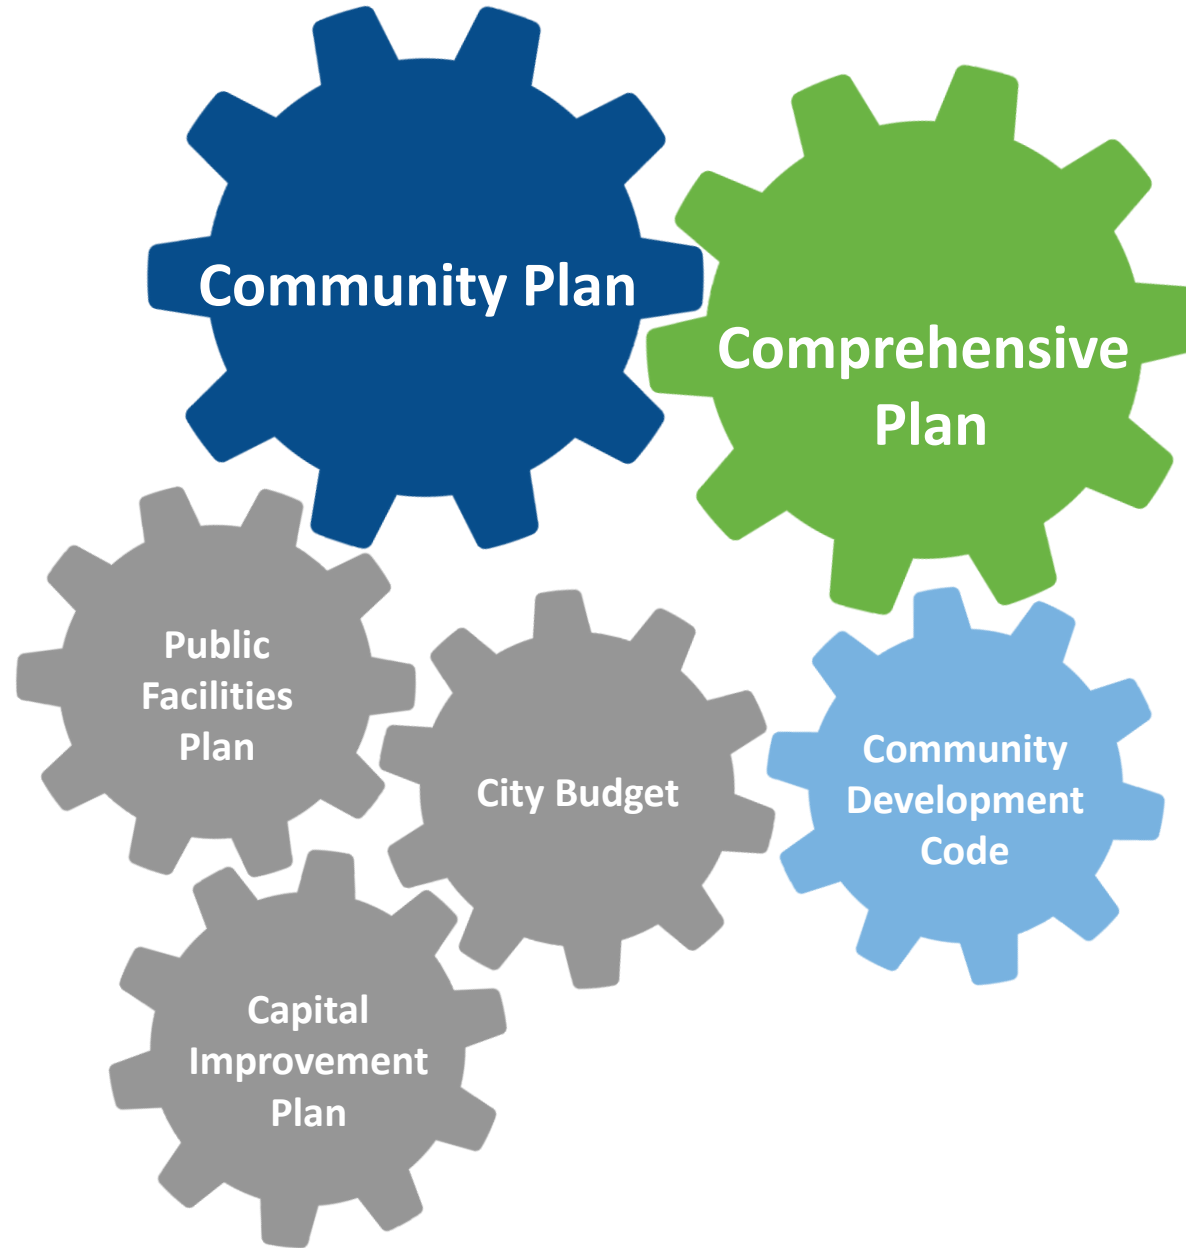 Community Plan
Comprehensive
Plan
Public
Facilities
Plan
City Budget
Community
Development
Code
Capital
Improvement
Plan